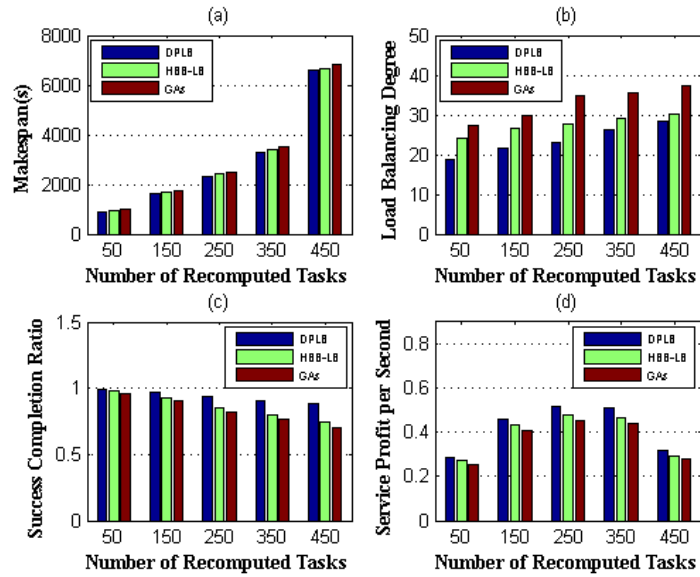 (a)
Makespan(s)
8000
6000
4000
2000
0
DPLB
HBB-LB
GAs
50 150 250 350 450
Number of Recomputed Tasks
(b)
Load Balancing Degree
50
40
30
20
10
0
DPLB
HBB-LB
GAs
50 150 250 350 450
Number of Recomputed Tasks
(c)
Success Completion Ratio
1.5
1
0.5
0
DPLB
HBB-LB
GAs
50 150 250 350 450
Number of Recomputed Tasks
(d)
Service Profit per Second
0.8
0.6
0.4
0.2
0
DPLB
HBB-LB
GAs
50 150 250 350 450
Number of Recomputed Tasks